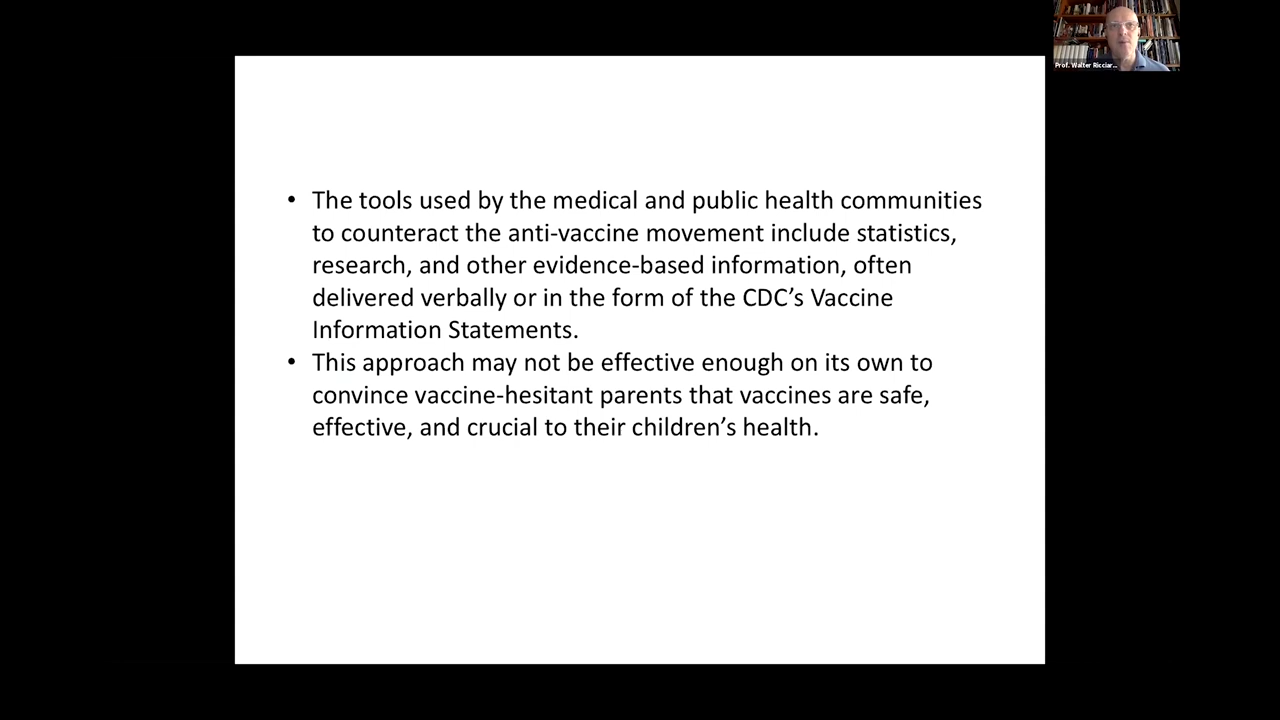 Prof. Walter Ricciar...
• The tools used by the medical and public health communities
to counteract the anti-vaccine movement include statistics,
research, and other evidence-based information, often
delivered verbally or in the form of the CDC’s Vaccine
Information Statements.
• This approach may not be effective enough on its own to
convince vaccine-hesitant parents that vaccines are safe,
effective, and crucial to their children’s health.